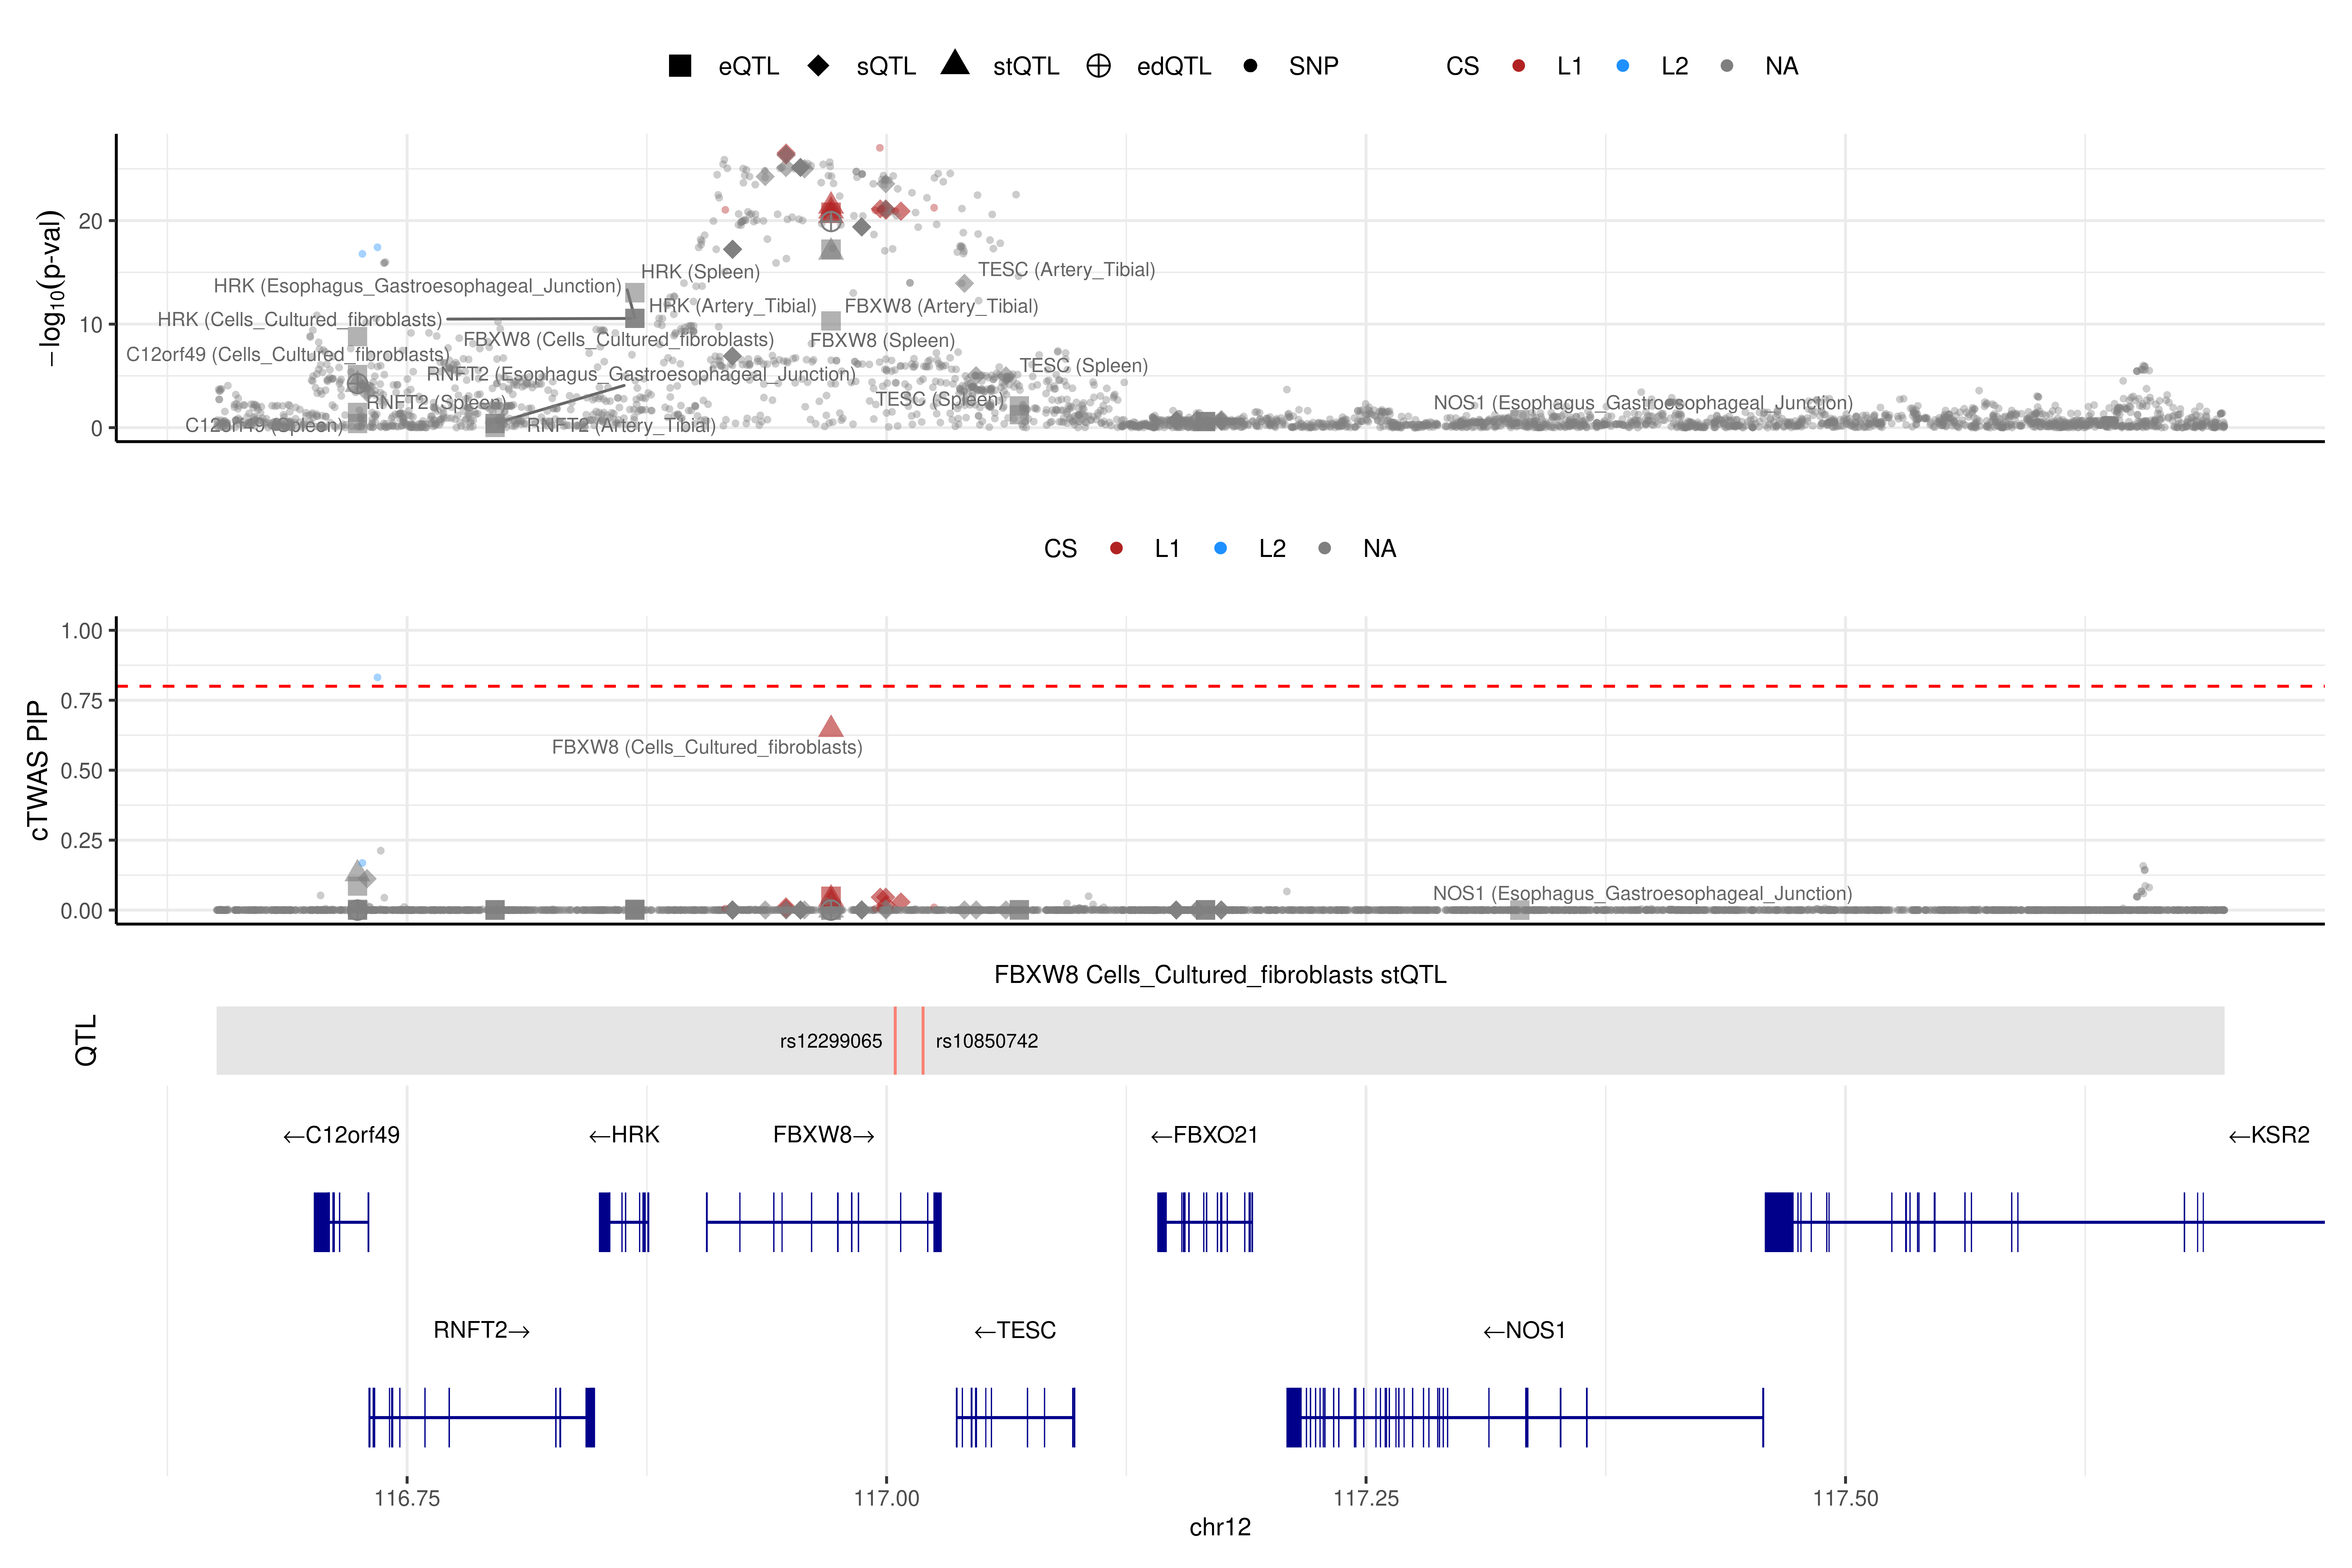 eQTL sQTL stQTL edQTL SNP CS L1 L2 NA
−log10(p-val)
20
10
0
HRK (Spleen)
TESC (Artery_Tibial)
HRK (Esophagus_Gastroesophageal_Junction)
HRK (Artery_Tibial)
FBXW8 (Artery_Tibial)
HRK (Cells_Cultured_fibroblasts)
FBXW8 (Cells_Cultured_fibroblasts)
FBXW8 (Spleen)
C12orf49 (Cells_Cultured_fibroblasts)
TESC (Spleen)
RNFT2 (Esophagus_Gastroesophageal_Junction)
RNFT2 (Spleen)
TESC (Spleen)
NOS1 (Esophagus_Gastroesophageal_Junction)
C12orf49 (Spleen)
RNFT2 (Artery_Tibial)
CS L1 L2 NA
cTWAS PIP
1.00
0.75
0.50
0.25
0.00
FBXW8 (Cells_Cultured_fibroblasts)
NOS1 (Esophagus_Gastroesophageal_Junction)
FBXW8 Cells_Cultured_fibroblasts stQTL
QTL
rs12299065 rs10850742
←C12orf49 ←HRK FBXW8→ ←FBXO21 ←KSR2
RNFT2→ ←TESC ←NOS1
116.75 117.00 117.25 117.50
chr12